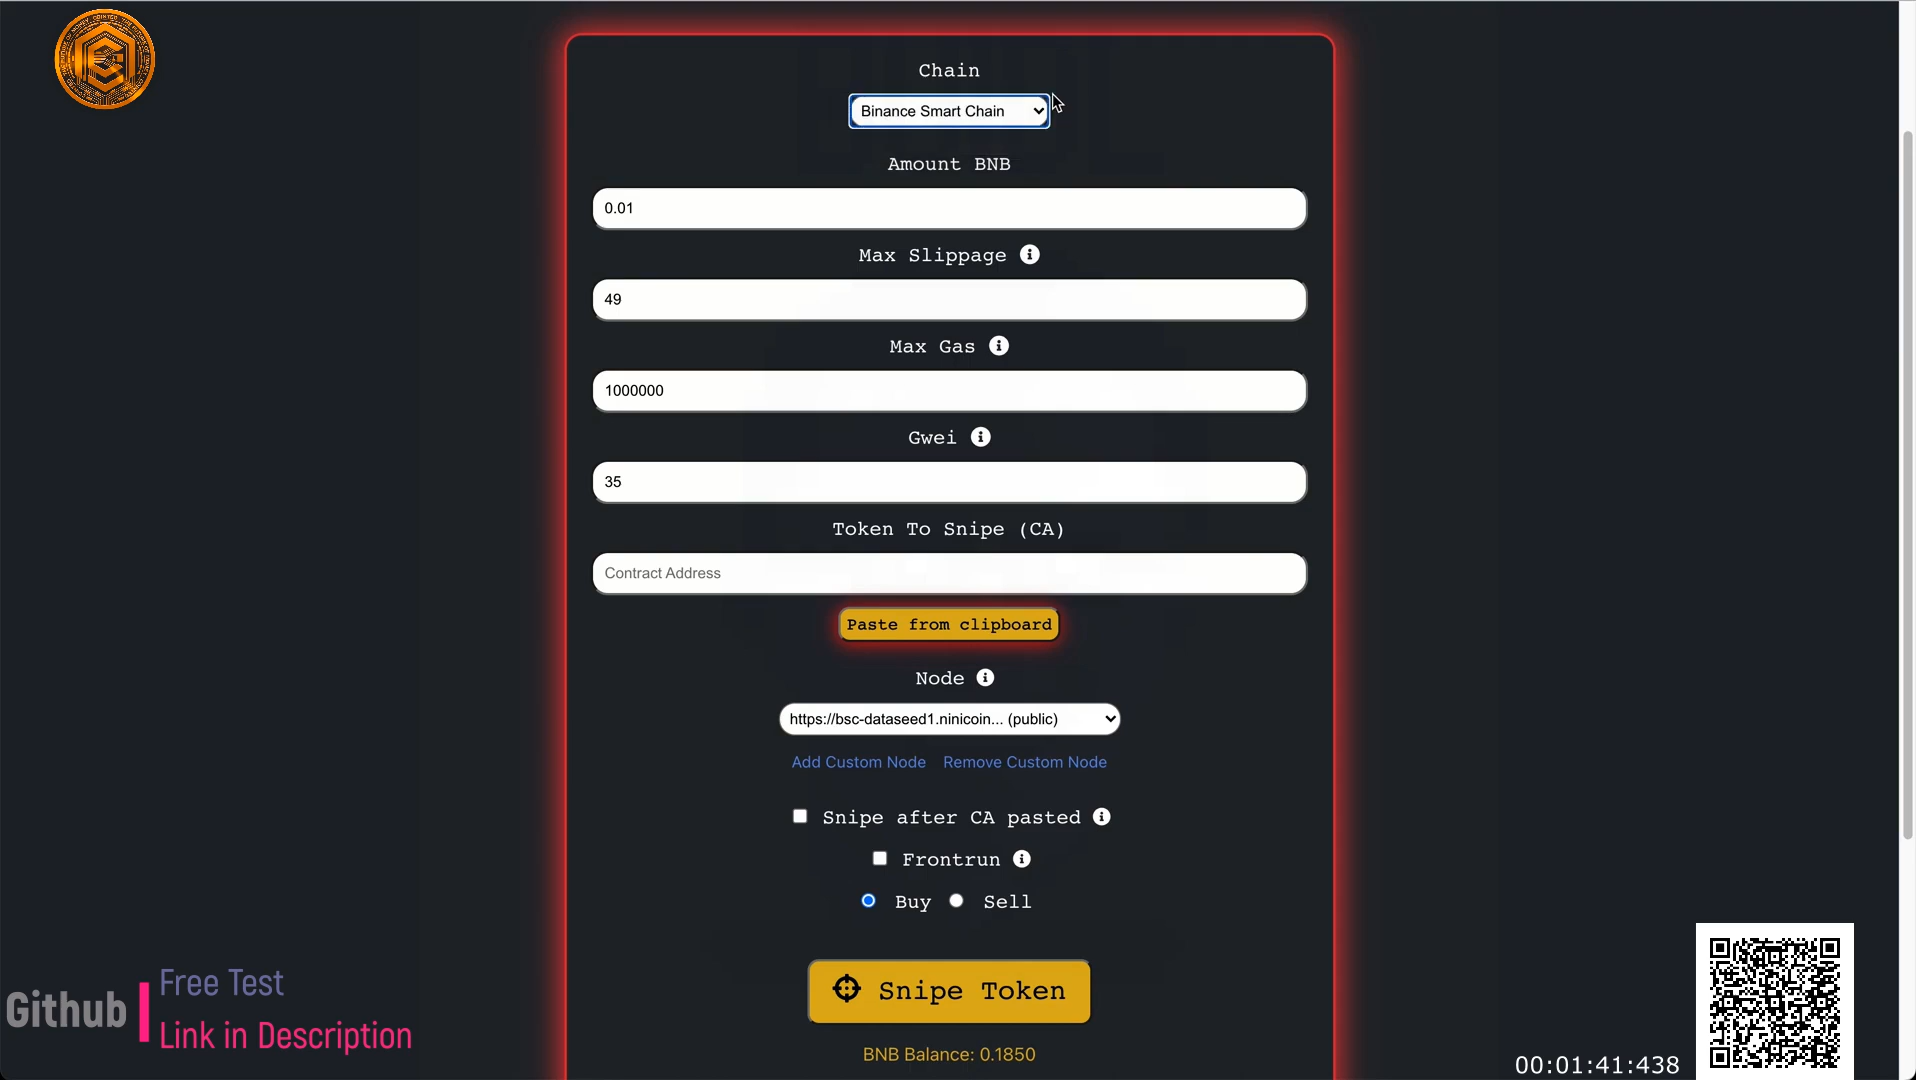 Chain
Binance Smart Chain
Amount BNB
0.01
Max Slippage
49
Max Gas
1000000
Gwei
35
Token To Snipe (CA)
Contract Address
Paste from clipboard
Node
https://bsc-dataseed1.ninicoin... (public)
Add Custom Node Remove Custom Node
Snipe after CA pasted
Frontrun
Buy Sell
Snipe Token
BNB Balance: 0.1850
Github
Free Test
Link in Description
00:01:41:438